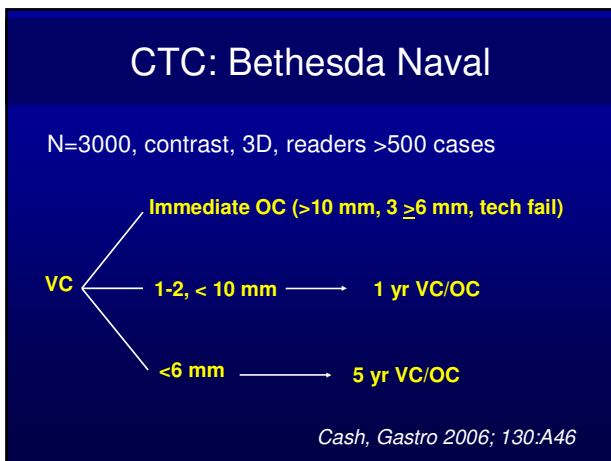 CTC: Bethesda Naval
N=3000, contrast, 3D, readers >500 cases
Immediate OC (>10 mm, 3 >6 mm, tech fail)
VC
1-2, < 10 mm
1 yr VC/OC
<6 mm
5 yr VC/OC
Cash, Gastro 2006; 130:A46